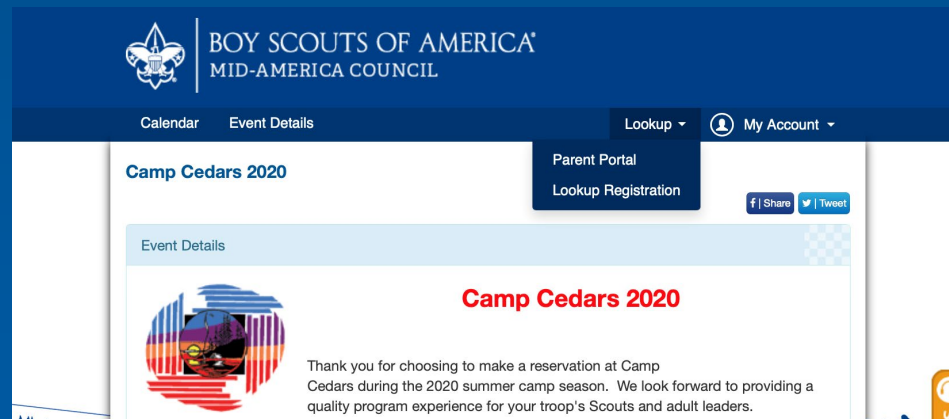 BOY SCOUTS OF AMERICA®
MID-AMERICA COUNCIL
Calendar Event Details Lookup My Account
Parent Portal
Lookup Registration
Camp Cedars 2020
f | Share | Tweet
Event Details
Camp Cedars 2020
Thank you for choosing to make a reservation at Camp
Cedars during the 2020 summer camp season. We look forward to providing a
quality program experience for your troop's Scouts and adult leaders.